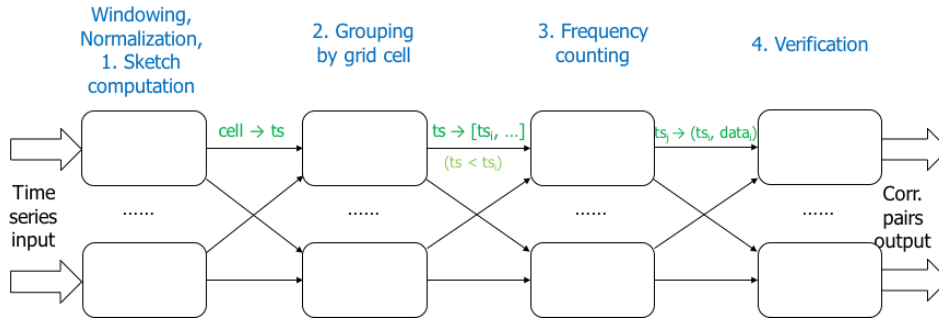 Windowing,
Normalization,
1. Sketch
computation
2. Grouping
by grid cell
3. Frequency
counting
4. Verification
cell → ts
ts → [tsᵢ, ...]
(ts < tsᵢ)
tsⱼ → (tsᵢ, dataᵢ)
Time
series
input
......
......
......
......
Corr.
pairs
output